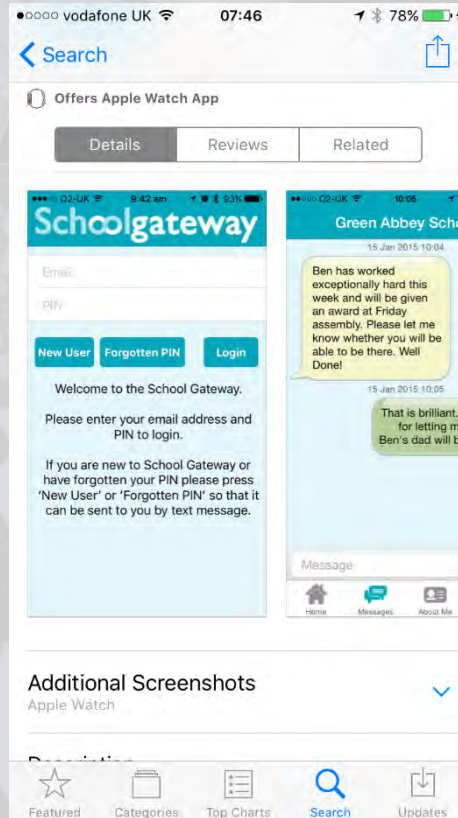 vodafone UK 07:46 78%
Search
Offers Apple Watch App
Details Reviews Related
O2-UK 9:42 am 93%
Schoolgateway
Email
PIN
New User Forgotten PIN Login
Welcome to the School Gateway.
Please enter your email address and
PIN to login.
If you are new to School Gateway or
have forgotten your PIN please press
'New User' or 'Forgotten PIN' so that it
can be sent to you by text message.
O2-UK 10:06
Green Abbey Scho
15 Jan 2015 10:04
Ben has worked
exceptionally hard this
week and will be given
an award at Friday
assembly. Please let me
know whether you will be
able to be there. Well
Done!
15 Jan 2015 10:05
That is brilliant.
for letting m
Ben's dad will b
Message
Home Messages About Me
Additional Screenshots
Apple Watch
Description
Featured Categories Top Charts Search Updates